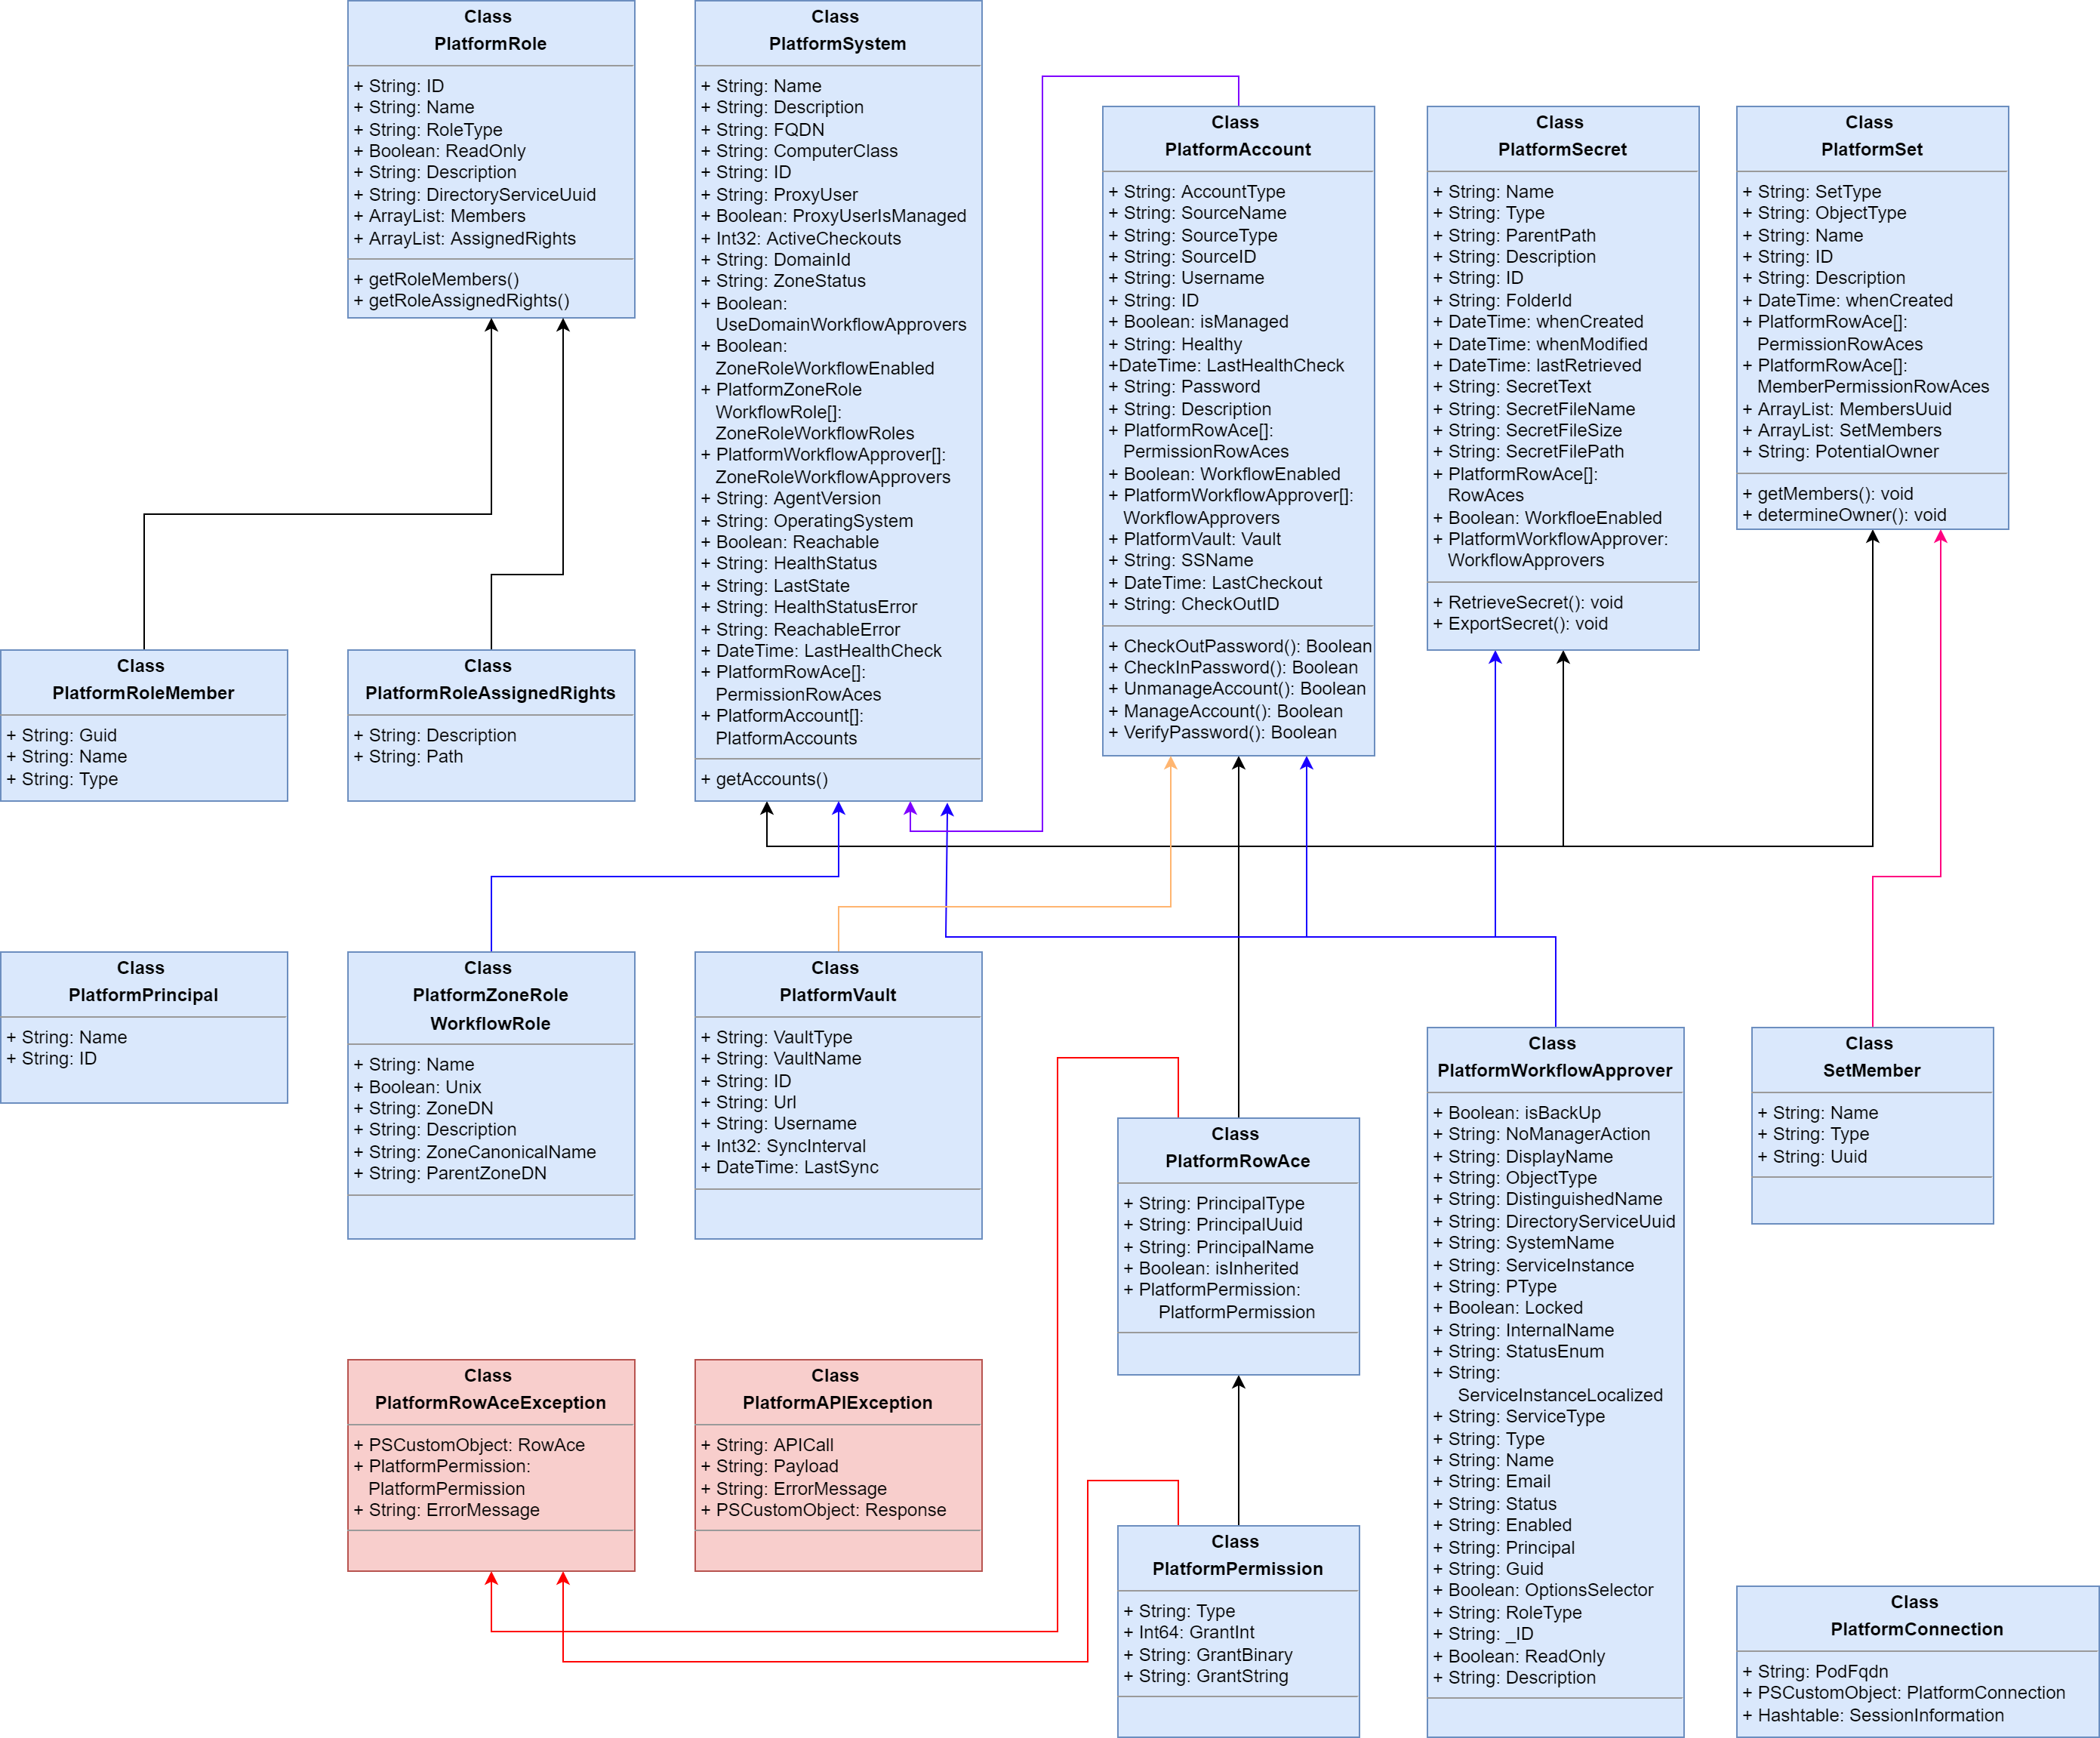 Class
PlatformRole
+ String: ID
+ String: Name
+ String: RoleType
+ Boolean: ReadOnly
+ String: Description
+ String: DirectoryServiceUuid
+ ArrayList: Members
+ ArrayList: AssignedRights
+ getRoleMembers()
+ getRoleAssignedRights()
Class
PlatformSystem
+ String: Name
+ String: Description
+ String: FQDN
+ String: ComputerClass
+ String: ID
+ String: ProxyUser
+ Boolean: ProxyUserIsManaged
+ Int32: ActiveCheckouts
+ String: DomainId
+ String: ZoneStatus
+ Boolean:
UseDomainWorkflowApprovers
+ Boolean:
ZoneRoleWorkflowEnabled
+ PlatformZoneRole
WorkflowRole[]:
ZoneRoleWorkflowRoles
+ PlatformWorkflowApprover[]:
ZoneRoleWorkflowApprovers
+ String: AgentVersion
+ String: OperatingSystem
+ Boolean: Reachable
+ String: HealthStatus
+ String: LastState
+ String: HealthStatusError
+ String: ReachableError
+ DateTime: LastHealthCheck
+ PlatformRowAce[]:
PermissionRowAces
+ PlatformAccount[]:
PlatformAccounts
+ getAccounts()
Class
PlatformAccount
+ String: AccountType
+ String: SourceName
+ String: SourceType
+ String: SourceID
+ String: Username
+ String: ID
+ Boolean: isManaged
+ String: Healthy
+DateTime: LastHealthCheck
+ String: Password
+ String: Description
+ PlatformRowAce[]:
PermissionRowAces
+ Boolean: WorkflowEnabled
+ PlatformWorkflowApprover[]:
WorkflowApprovers
+ PlatformVault: Vault
+ String: SSName
+ DateTime: LastCheckout
+ String: CheckOutID
+ CheckOutPassword(): Boolean
+ CheckInPassword(): Boolean
+ UnmanageAccount(): Boolean
+ ManageAccount(): Boolean
+ VerifyPassword(): Boolean
Class
PlatformSecret
+ String: Name
+ String: Type
+ String: ParentPath
+ String: Description
+ String: ID
+ String: FolderId
+ DateTime: whenCreated
+ DateTime: whenModified
+ DateTime: lastRetrieved
+ String: SecretText
+ String: SecretFileName
+ String: SecretFileSize
+ String: SecretFilePath
+ PlatformRowAce[]:
RowAces
+ Boolean: WorkfloeEnabled
+ PlatformWorkflowApprover:
WorkflowApprovers
+ RetrieveSecret(): void
+ ExportSecret(): void
Class
PlatformSet
+ String: SetType
+ String: ObjectType
+ String: Name
+ String: ID
+ String: Description
+ DateTime: whenCreated
+ PlatformRowAce[]:
PermissionRowAces
+ PlatformRowAce[]:
MemberPermissionRowAces
+ ArrayList: MembersUuid
+ ArrayList: SetMembers
+ String: PotentialOwner
+ getMembers(): void
+ determineOwner(): void
Class
PlatformRoleMember
+ String: Guid
+ String: Name
+ String: Type
Class
PlatformRoleAssignedRights
+ String: Description
+ String: Path
Class
PlatformPrincipal
+ String: Name
+ String: ID
Class
PlatformZoneRole
WorkflowRole
+ String: Name
+ Boolean: Unix
+ String: ZoneDN
+ String: Description
+ String: ZoneCanonicalName
+ String: ParentZoneDN
Class
PlatformVault
+ String: VaultType
+ String: VaultName
+ String: ID
+ String: Url
+ String: Username
+ Int32: SyncInterval
+ DateTime: LastSync
Class
PlatformRowAce
+ String: PrincipalType
+ String: PrincipalUuid
+ String: PrincipalName
+ Boolean: isInherited
+ PlatformPermission:
PlatformPermission
Class
PlatformWorkflowApprover
+ Boolean: isBackUp
+ String: NoManagerAction
+ String: DisplayName
+ String: ObjectType
+ String: DistinguishedName
+ String: DirectoryServiceUuid
+ String: SystemName
+ String: ServiceInstance
+ String: PType
+ Boolean: Locked
+ String: InternalName
+ String: StatusEnum
+ String:
ServiceInstanceLocalized
+ String: ServiceType
+ String: Type
+ String: Name
+ String: Email
+ String: Status
+ String: Enabled
+ String: Principal
+ String: Guid
+ Boolean: OptionsSelector
+ String: RoleType
+ String: _ID
+ Boolean: ReadOnly
+ String: Description
Class
SetMember
+ String: Name
+ String: Type
+ String: Uuid
Class
PlatformRowAceException
+ PSCustomObject: RowAce
+ PlatformPermission:
PlatformPermission
+ String: ErrorMessage
Class
PlatformAPIException
+ String: APICall
+ String: Payload
+ String: ErrorMessage
+ PSCustomObject: Response
Class
PlatformPermission
+ String: Type
+ Int64: GrantInt
+ String: GrantBinary
+ String: GrantString
Class
PlatformConnection
+ String: PodFqdn
+ PSCustomObject: PlatformConnection
+ Hashtable: SessionInformation